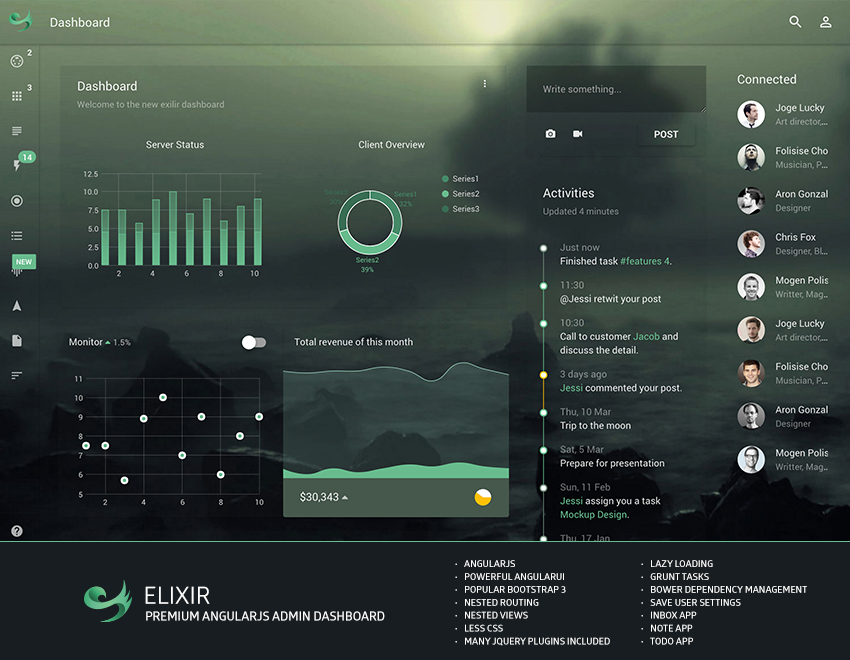 Dashboard
2
3
14
NEW
Dashboard
Welcome to the new exilir dashboard
Server Status
12.5
10.0
7.5
5.0
2.5
0.0
2 4 6 8 10
Client Overview
Series1
32%
Series2
39%
Series1
Series2
Series3
Monitor 1.5%
11
10
9
8
7
6
5
2 4 6 8 10
Total revenue of this month
$30,343
Write something...
POST
Activities
Updated 4 minutes
Just now
Finished task #features 4.
11:30
@Jessi retwit your post
10:30
Call to customer Jacob and
discuss the detail.
3 days ago
Jessi commented your post.
Thu, 10 Mar
Trip to the moon
Sat, 5 Mar
Prepare for presentation
Sun, 11 Feb
Jessi assign you a task
Mockup Design.
Thu, 17 Jan
Connected
Joge Lucky
Art director,...
Folisise Cho
Musician, P...
Aron Gonzal
Designer
Chris Fox
Designer, Bl...
Mogen Polis
Writter, Mag...
Joge Lucky
Art director,...
Folisise Cho
Musician, P...
Aron Gonzal
Designer
Mogen Polis
Writter, Mag...
ELIXIR
PREMIUM ANGULARJS ADMIN DASHBOARD
· ANGULARJS
· POWERFUL ANGULARUI
· POPULAR BOOTSTRAP 3
· NESTED ROUTING
· NESTED VIEWS
· LESS CSS
· MANY JQUERY PLUGINS INCLUDED
· LAZY LOADING
· GRUNT TASKS
· BOWER DEPENDENCY MANAGEMENT
· SAVE USER SETTINGS
· INBOX APP
· NOTE APP
· TODO APP